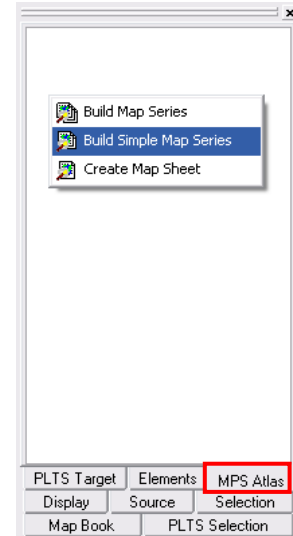 Build Map Series
Build Simple Map Series
Create Map Sheet
PLTS Target Elements MPS Atlas
Display Source Selection
Map Book PLTS Selection